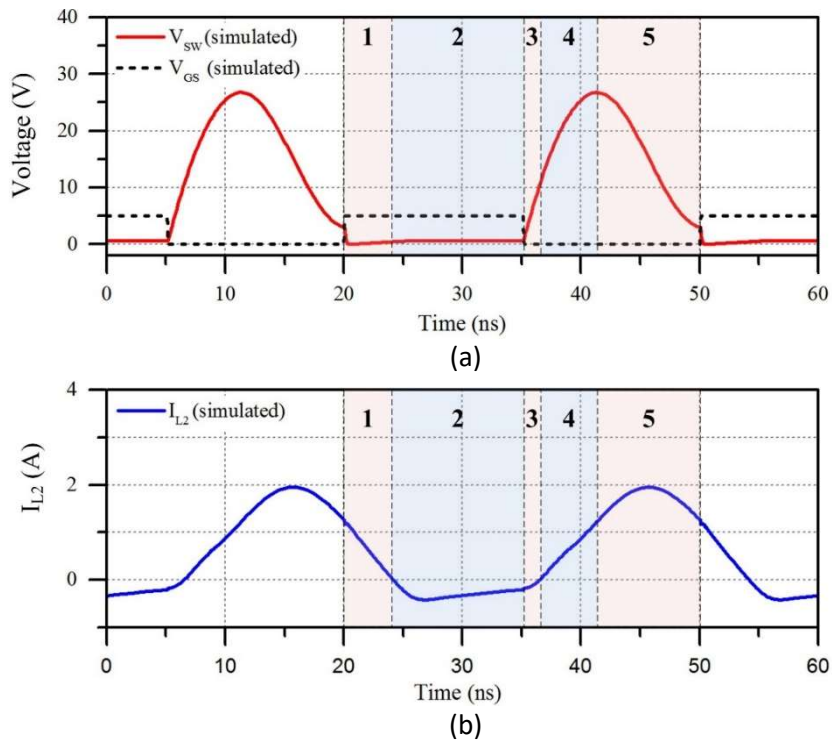 40
30
20
10
0
Voltage (V)
V_SW (simulated)
V_GS (simulated)
1 2 3 4 5
0 10 20 30 40 50 60
Time (ns)
(a)
4
2
0
I_L2 (A)
I_L2 (simulated)
1 2 3 4 5
0 10 20 30 40 50 60
Time (ns)
(b)